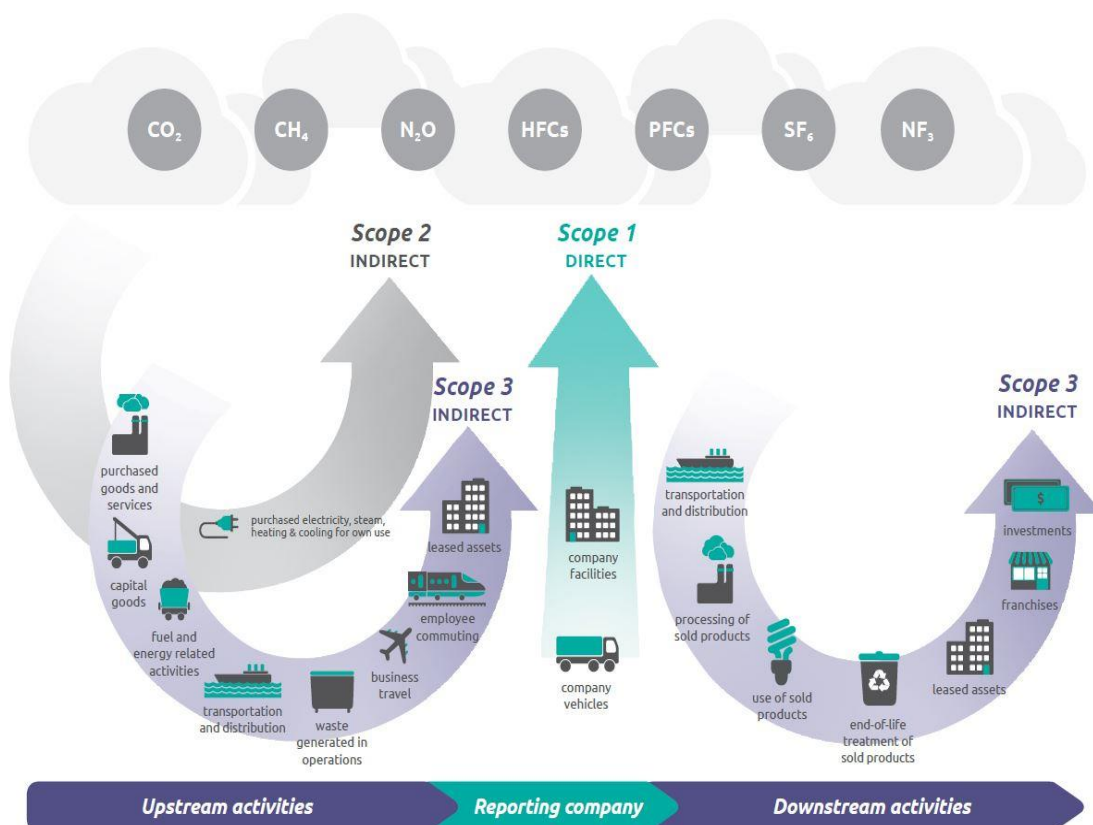 CO₂
CH₄
N₂O
HFCs
PFCs
SF₆
NF₃
Scope 2
INDIRECT
Scope 1
DIRECT
Scope 3
INDIRECT
Scope 3
INDIRECT
purchased
goods and
services
capital
goods
fuel and
energy related
activities
transportation
and distribution
waste
generated in
operations
business
travel
employee
commuting
leased assets
purchased electricity, steam,
heating & cooling for own use
company
facilities
company
vehicles
transportation
and distribution
processing of
sold products
use of sold
products
end-of-life
treatment of
sold products
leased assets
franchises
$
investments
Upstream activities
Reporting company
Downstream activities